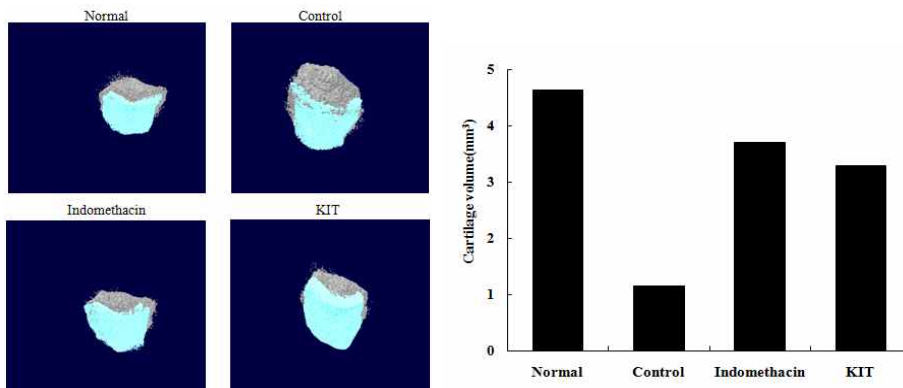 Normal
Control
Indomethacin
KIT
Cartilage volume(mm³)
5
4
3
2
1
0
Normal
Control
Indomethacin
KIT